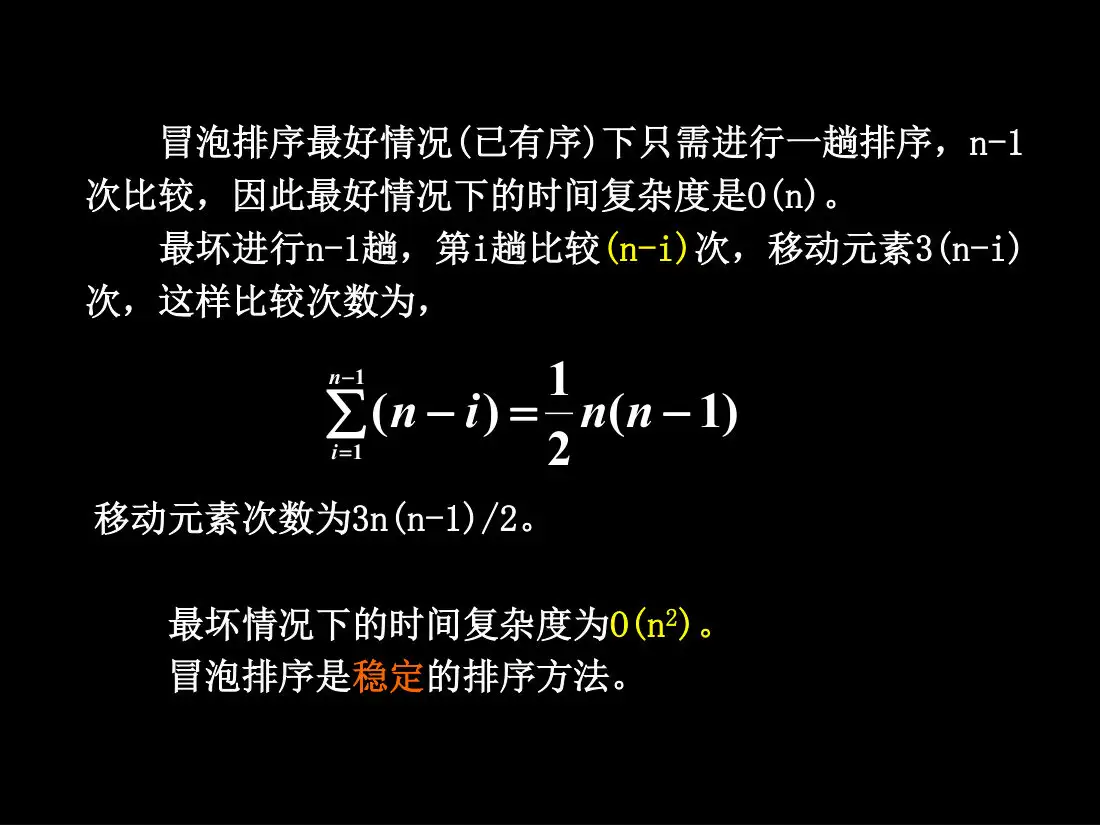 冒泡排序最好情况(已有序)下只需进行一趟排序，n-1
次比较，因此最好情况下的时间复杂度是O(n)。
最坏进行n-1趟，第i趟比较(n-i)次，移动元素3(n-i)
次，这样比较次数为，
∑_{i=1}^{n-1}(n-i)=\frac{1}{2}n(n-1)
移动元素次数为3n(n-1)/2。
最坏情况下的时间复杂度为O(n²)。
冒泡排序是稳定的排序方法。